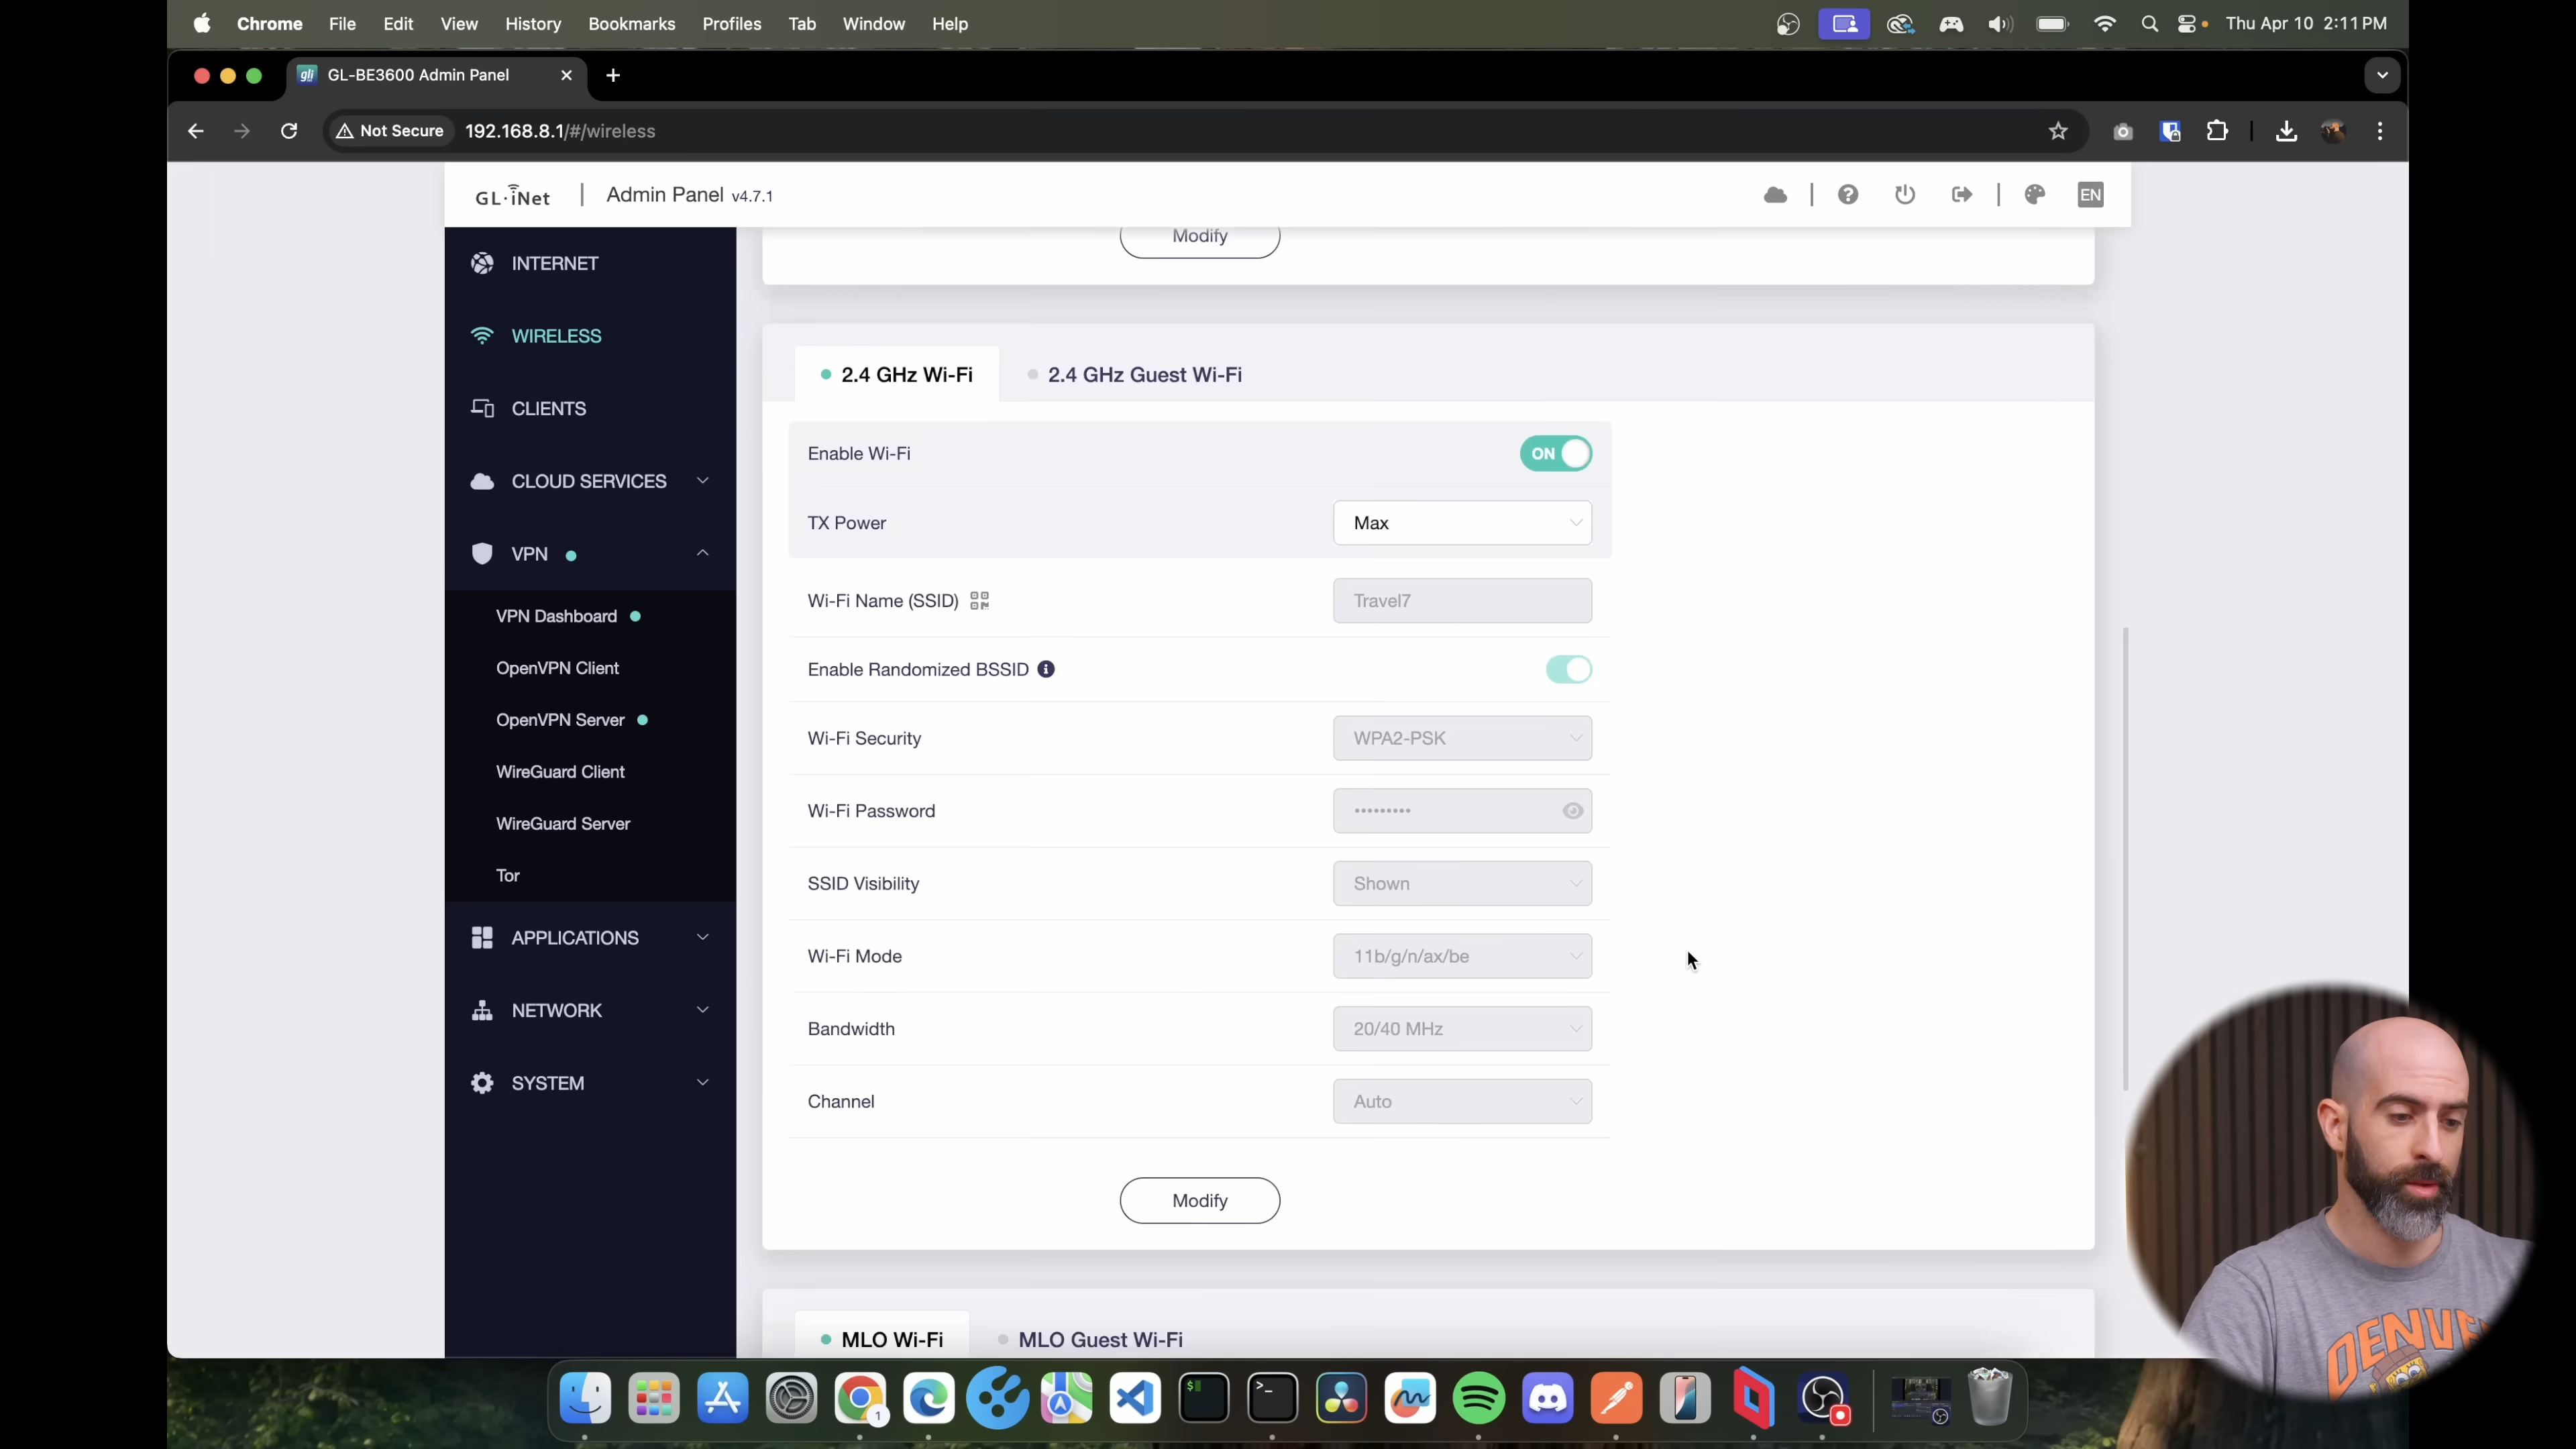 Chrome File Edit View History Bookmarks Profiles Tab Window Help Thu Apr 10 2:11 PM
gli GL-BE3600 Admin Panel
Not Secure 192.168.8.1/#/wireless
GL·iNet | Admin Panel v4.7.1 EN
Modify
INTERNET
WIRELESS
CLIENTS
CLOUD SERVICES
VPN
VPN Dashboard
OpenVPN Client
OpenVPN Server
WireGuard Client
WireGuard Server
Tor
APPLICATIONS
NETWORK
SYSTEM
2.4 GHz Wi-Fi 2.4 GHz Guest Wi-Fi
Enable Wi-Fi ON
TX Power Max
Wi-Fi Name (SSID) Travel7
Enable Randomized BSSID
Wi-Fi Security WPA2-PSK
Wi-Fi Password •••••••••
SSID Visibility Shown
Wi-Fi Mode 11b/g/n/ax/be
Bandwidth 20/40 MHz
Channel Auto
Modify
MLO Wi-Fi MLO Guest Wi-Fi
1